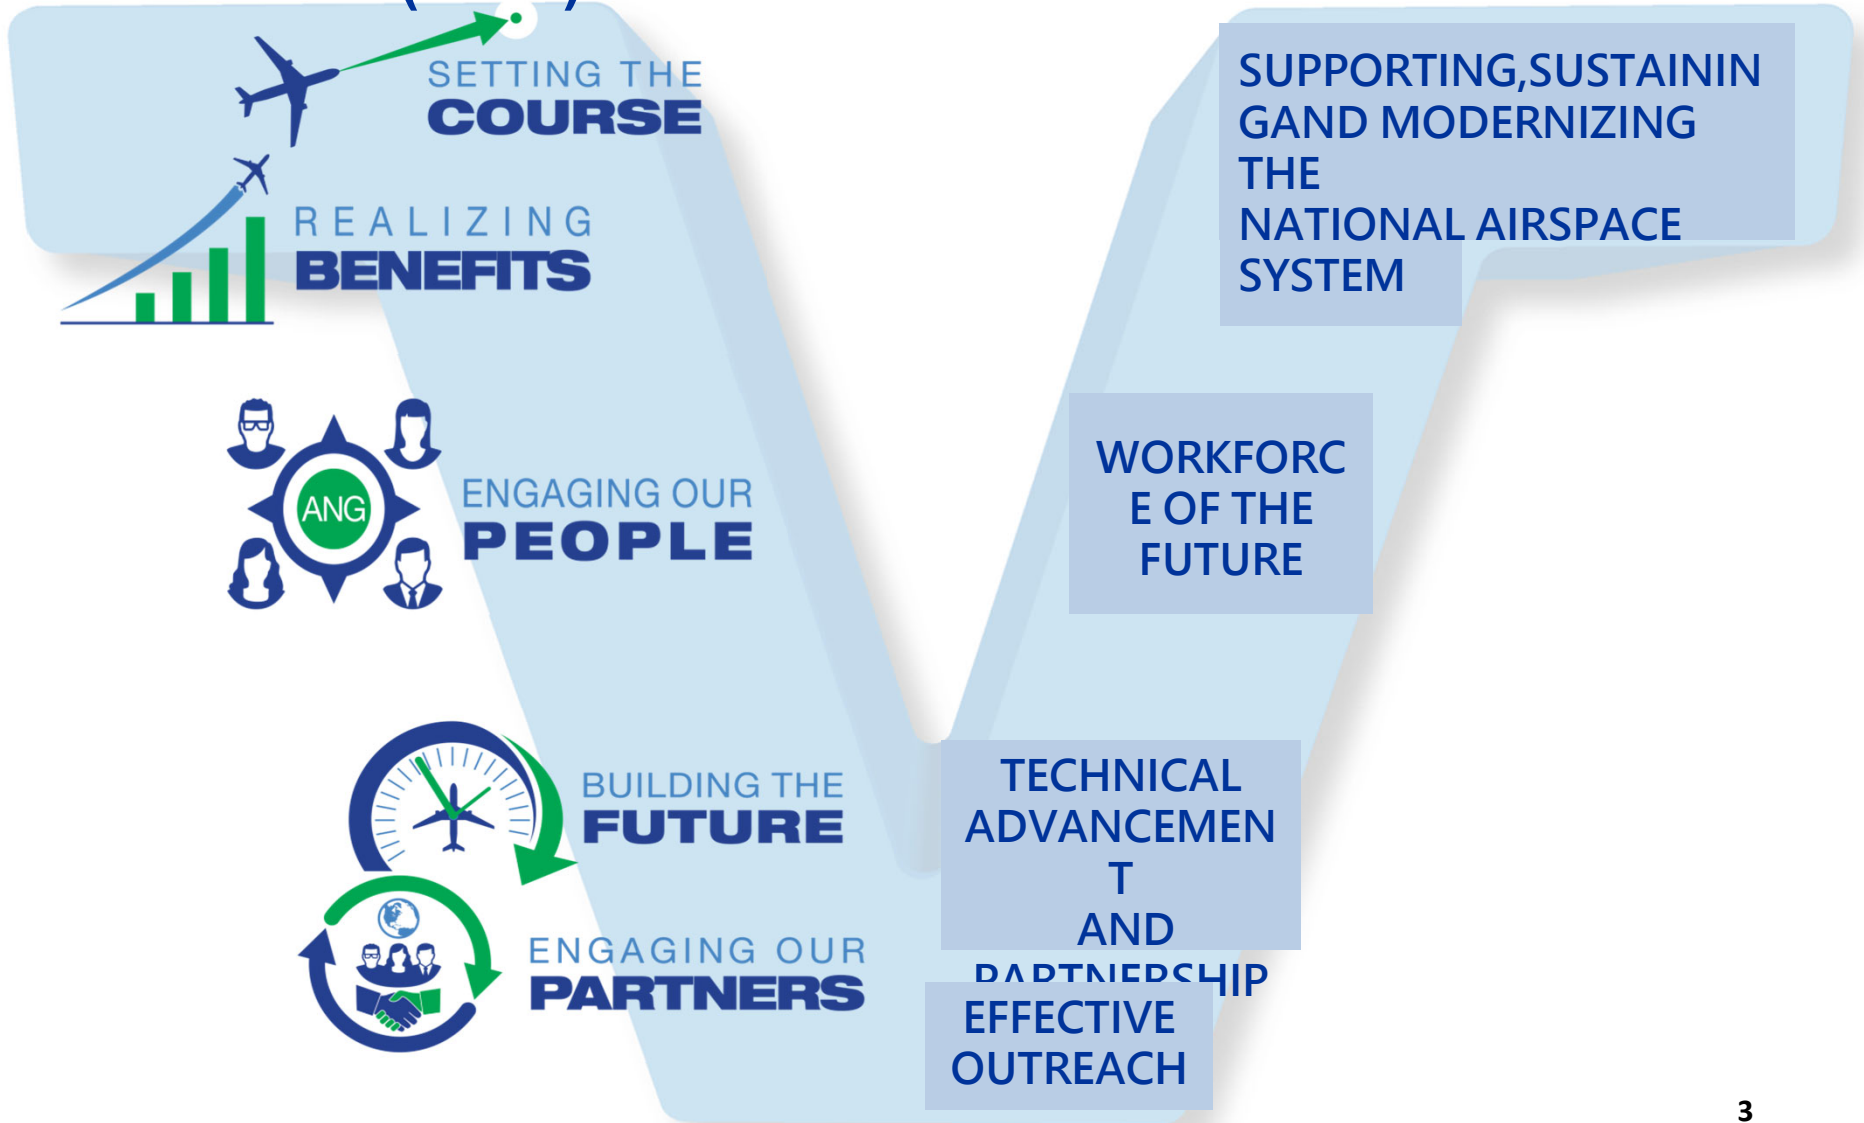 SETTING THE
COURSE
REALIZING
BENEFITS
ANG
ENGAGING OUR
PEOPLE
BUILDING THE
FUTURE
ENGAGING OUR
PARTNERS
SUPPORTING,SUSTAININ
GAND MODERNIZING
THE
NATIONAL AIRSPACE
SYSTEM
WORKFORC
E OF THE
FUTURE
TECHNICAL
ADVANCEMEN
T
AND
PARTNERSHIP
EFFECTIVE
OUTREACH
3